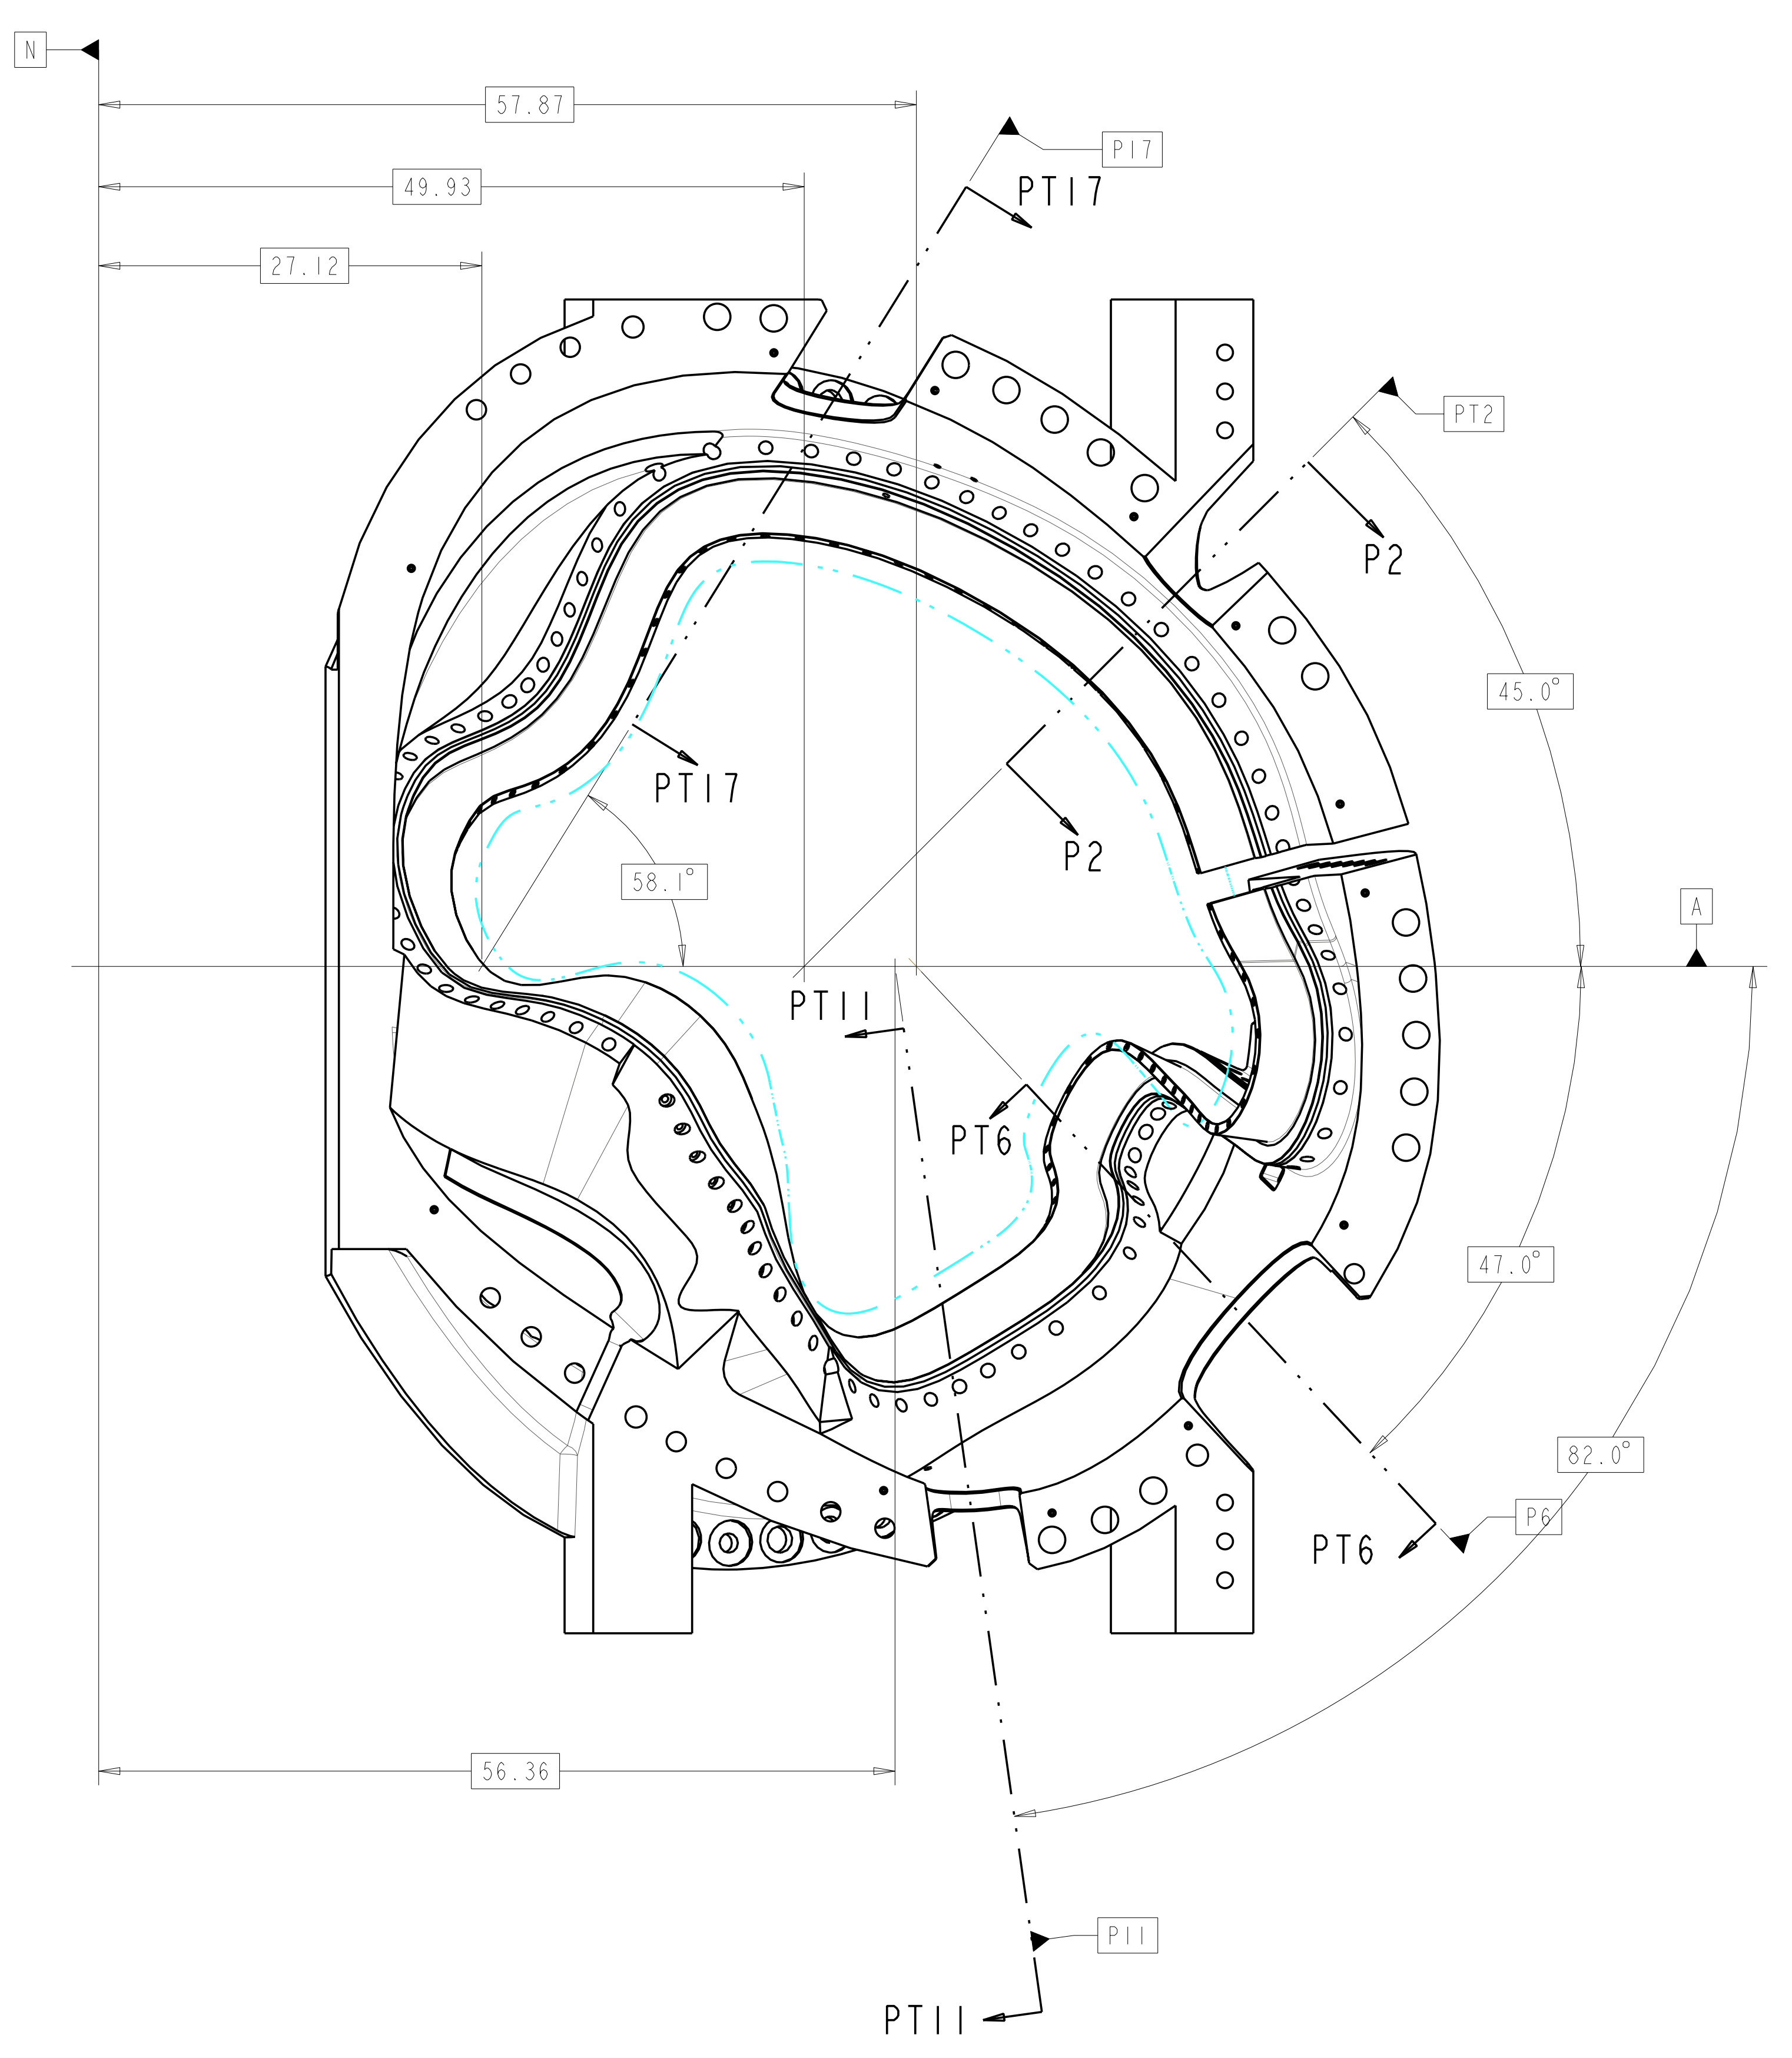 N
57.87
P17
49.93
PT17
27.12
PT2
P2
45.0°
PT17
P2
58.1°
A
PT11
PT6
47.0°
82.0°
P6
PT6
56.36
P11
PT11